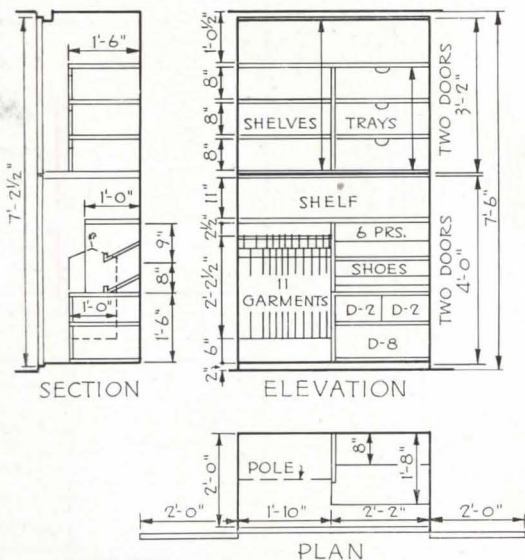 1'-6"
7'-2½"
1'-0"
9"
8"
1'-0"
1'-6"
SECTION
1'-0½"
8"
8"
8"
11"
2½"
2'-2½"
6"
2"
SHELVES
TRAYS
SHELF
6 PRS.
SHOES
11
GARMENTS
D-2
D-2
D-8
TWO DOORS
3'-2"
TWO DOORS
4'-0"
7'-6"
ELEVATION
2'-0"
POLE
8"
1'-8"
2'-0"
1'-10"
2'-2"
2'-0"
PLAN